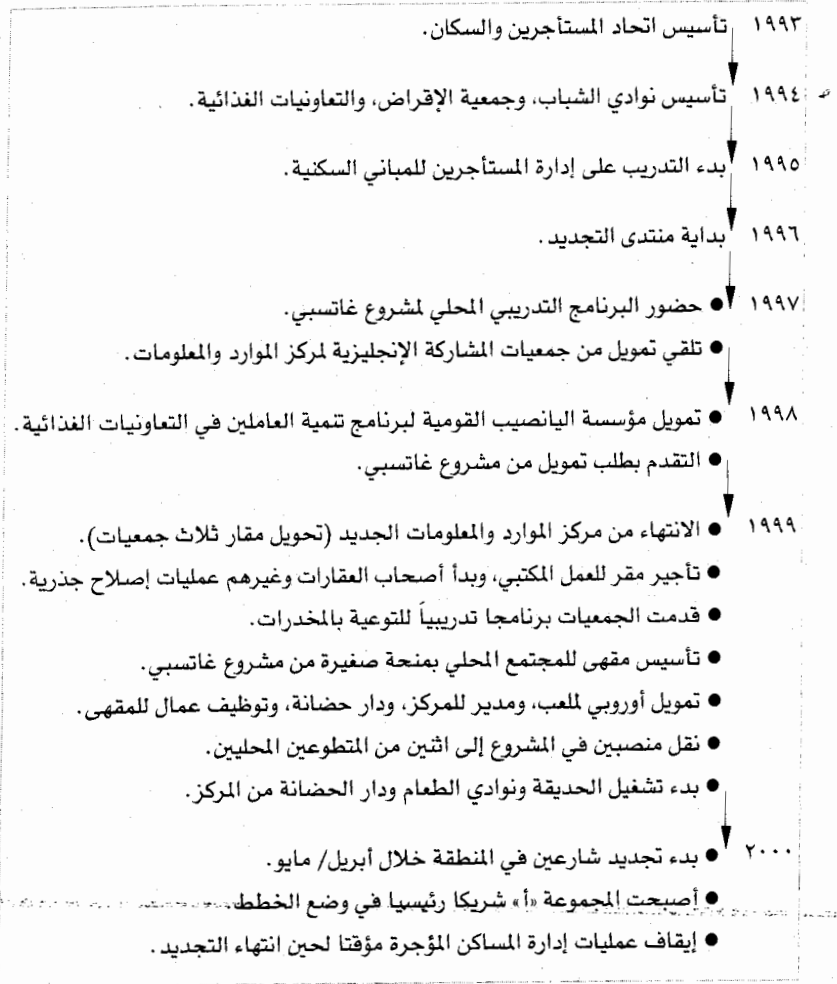 ١٩٩٣ تأسيس اتحاد المستأجرين والسكان.
١٩٩٤ تأسيس نوادي الشباب، وجمعية الإقراض، والتعاونيات الغذائية.
١٩٩٥ بدء التدريب على إدارة المستأجرين للمباني السكنية.
١٩٩٦ بداية منتدى التجديد.
١٩٩٧ ● حضور البرنامج التدريبي المحلي لمشروع غاتسبي.
● تلقي تمويل من جمعيات المشاركة الإنجليزية لمركز الموارد والمعلومات.
١٩٩٨ ● تمويل مؤسسة اليانصيب القومية لبرنامج تنمية العاملين في التعاونيات الغذائية.
● التقدم بطلب تمويل من مشروع غاتسبي.
١٩٩٩ ● الانتهاء من مركز الموارد والمعلومات الجديد (تحويل مقار ثلاث جمعيات).
● تأجير مقر للعمل المكتبي، وبدأ أصحاب العقارات وغيرهم عمليات إصلاح جذرية.
● قدمت الجمعيات برنامجا تدريبياً للتوعية بالمخدرات.
● تأسيس مقهى للمجتمع المحلي بمنحة صغيرة من مشروع غاتسبي.
● تمويل أوروبي لملعب، ومدير للمركز، ودار حضانة، وتوظيف عمال للمقهى.
● نقل منصبين في المشروع إلى اثنين من المتطوعين المحليين.
● بدء تشغيل الحديقة ونوادي الطعام ودار الحضانة من المركز.
٢٠٠٠ ● بدء تجديد شارعين في المنطقة خلال أبريل/ مايو.
● أصبحت المجموعة «أ» شريكا رئيسيا في وضع الخطط
● إيقاف عمليات إدارة المساكن المؤجرة مؤقتا لحين انتهاء التجديد.